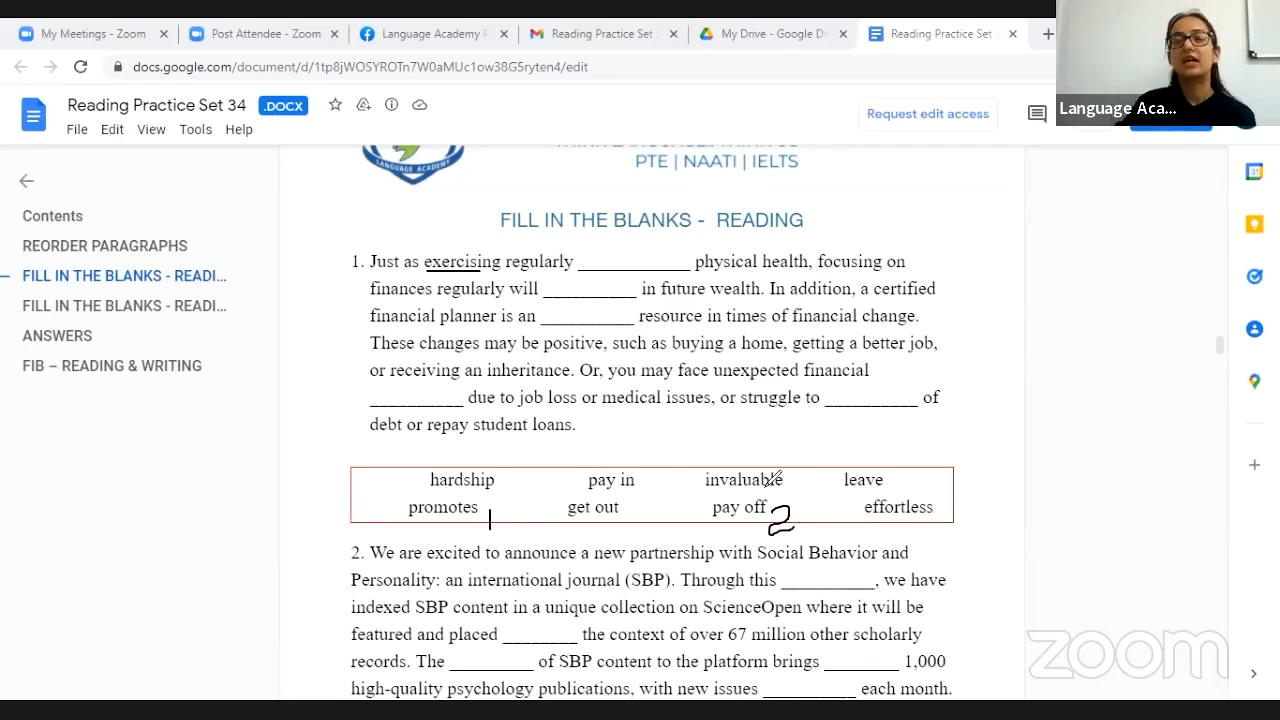 My Meetings - Zoom
Post Attendee - Zoom
Language Academy P
Reading Practice Set
My Drive - Google Dr
Reading Practice Set
docs.google.com/document/d/1tp8jWOSYROTn7W0aMUc1ow38G5ryten4/edit
Reading Practice Set 34
.DOCX
Request edit access
Language Aca...
File Edit View Tools Help
LANGUAGE ACADEMY
PTE | NAATI | IELTS
Contents
REORDER PARAGRAPHS
FILL IN THE BLANKS - READI...
FILL IN THE BLANKS - READI...
ANSWERS
FIB – READING & WRITING
FILL IN THE BLANKS - READING
1. Just as exercising regularly ____________ physical health, focusing on
finances regularly will __________ in future wealth. In addition, a certified
financial planner is an __________ resource in times of financial change.
These changes may be positive, such as buying a home, getting a better job,
or receiving an inheritance. Or, you may face unexpected financial
__________ due to job loss or medical issues, or struggle to __________ of
debt or repay student loans.
hardship pay in invaluable leave
promotes 1 get out pay off 2 effortless
2. We are excited to announce a new partnership with Social Behavior and
Personality: an international journal (SBP). Through this __________, we have
indexed SBP content in a unique collection on ScienceOpen where it will be
featured and placed ________ the context of over 67 million other scholarly
records. The _________ of SBP content to the platform brings ________ 1,000
high-quality psychology publications, with new issues __________ each month.
31
zoom